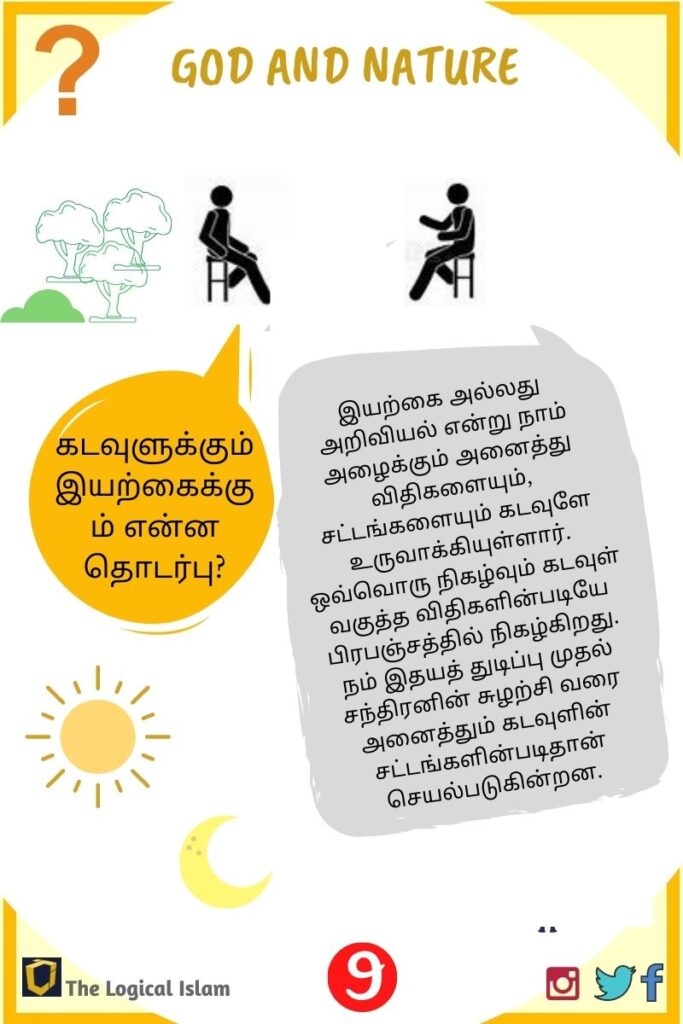 ?
GOD AND NATURE
கடவுளுக்கும்
இயற்கைக்கு
ம் என்ன
தொடர்பு?
இயற்கை அல்லது
அறிவியல் என்று நாம்
அழைக்கும் அனைத்து
விதிகளையும்,
சட்டங்களையும் கடவுளே
உருவாக்கியுள்ளார்.
ஒவ்வொரு நிகழ்வும் கடவுள்
வகுத்த விதிகளின்படியே
பிரபஞ்சத்தில் நிகழ்கிறது.
நம் இதயத் துடிப்பு முதல்
சந்திரனின் சுழற்சி வரை
அனைத்தும் கடவுளின்
சட்டங்களின்படிதான்
செயல்படுகின்றன.
The Logical Islam
9